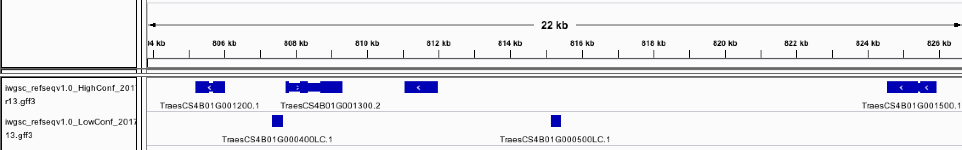 22 kb
804 kb 806 kb 808 kb 810 kb 812 kb 814 kb 816 kb 818 kb 820 kb 822 kb 824 kb 826 kb
iwgsc_refseqv1.0_HighConf_201
r13.gff3
TraesCS4B01G001200.1 TraesCS4B01G001300.2 TraesCS4B01G001500.1
iwgsc_refseqv1.0_LowConf_2017
13.gff3
TraesCS4B01G000400LC.1 TraesCS4B01G000500LC.1